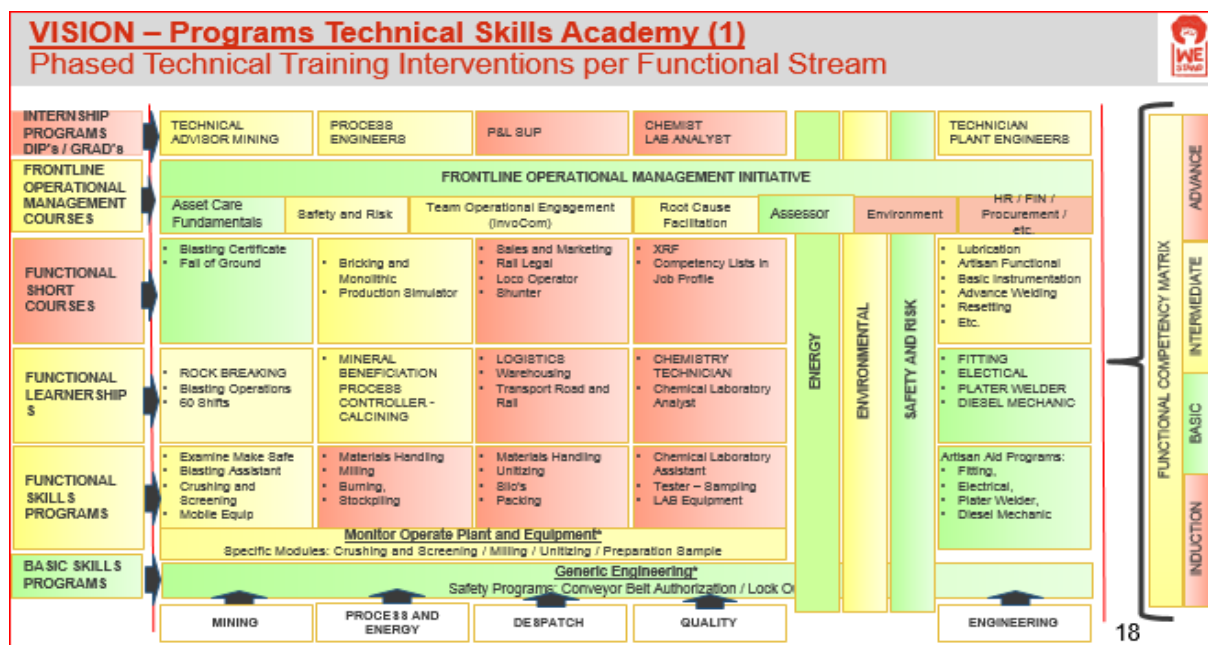 VISION – Programs Technical Skills Academy (1)
Phased Technical Training Interventions per Functional Stream
WE
STAND
INTERNSHIP
PROGRAMS
DIP's / GRAD's
TECHNICAL
ADVISOR MINING
PROCESS
ENGINEERS
P&L SUP
CHEMIST
LAB ANALYST
TECHNICIAN
PLANT ENGINEERS
FRONTLINE
OPERATIONAL
MANAGEMENT
COURSES
FRONTLINE OPERATIONAL MANAGEMENT INITIATIVE
Asset Care
Fundamentals
Safety and Risk
Team Operational Engagement
(InvoCom)
Root Cause
Facilitation
Assessor
Environment
HR / FIN /
Procurement /
etc.
FUNCTIONAL
SHORT
COURSES
• Blasting Certificate
• Fall of Ground
• Bricking and
Monolithic
• Production Simulator
• Sales and Marketing
• Rail Legal
• Loco Operator
• Shunter
• XRF
• Competency Lists in
Job Profile
• Lubrication
• Artisan Functional
• Basic Instrumentation
• Advance Welding
• Resetting
• Etc.
FUNCTIONAL
LEARNERSHIP
S
• ROCK BREAKING
• Blasting Operations
• 60 Shifts
• MINERAL
BENEFICIATION
PROCESS
CONTROLLER -
CALCINING
• LOGISTICS
• Warehousing
• Transport Road and
Rail
• CHEMISTRY
TECHNICIAN
• Chemical Laboratory
Analyst
• FITTING
• ELECTICAL
• PLATER WELDER
• DIESEL MECHANIC
FUNCTIONAL
SKILLS
PROGRAMS
• Examine Make Safe
• Blasting Assistant
• Crushing and
Screening
• Mobile Equip
• Materials Handling
• Milling
• Burning,
• Stockpiling
• Materials Handling
• Unitizing
• Silo's
• Packing
• Chemical Laboratory
Assistant
• Tester – Sampling
• LAB Equipment
Artisan Aid Programs:
• Fitting,
• Electrical,
• Plater Welder,
• Diesel Mechanic
Monitor Operate Plant and Equipment*
Specific Modules: Crushing and Screening / Milling / Unitizing / Preparation Sample
BASIC SKILLS
PROGRAMS
Generic Engineering*
Safety Programs: Conveyor Belt Authorization / Lock O
ENERGY
ENVIRONMENTAL
SAFETY AND RISK
MINING
PROCESS AND
ENERGY
DESPATCH
QUALITY
ENGINEERING
FUNCTIONAL COMPETENCY MATRIX
ADVANCE
INTERMEDIATE
BASIC
INDUCTION
18